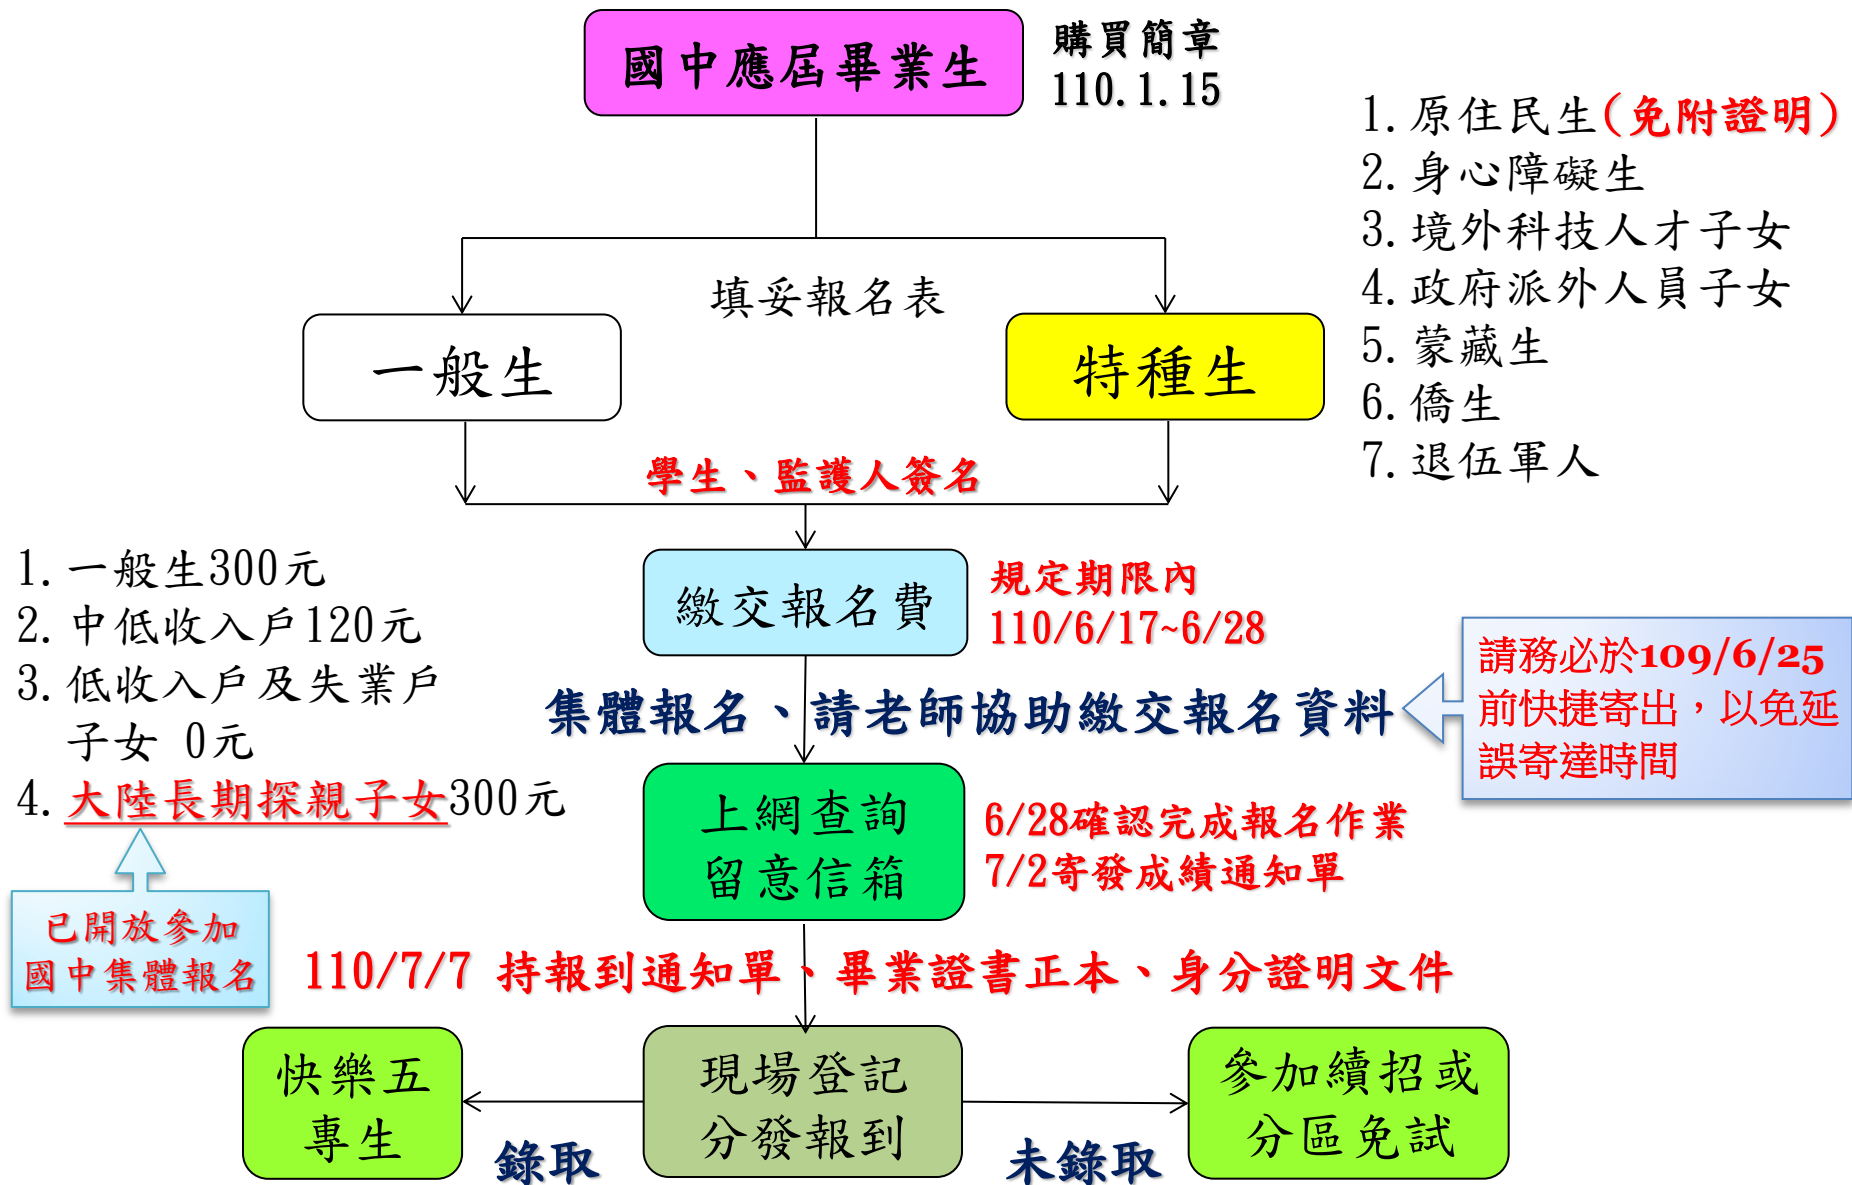 國中應屆畢業生
購買簡章
110.1.15
1.原住民生(免附證明)
2.身心障礙生
3.境外科技人才子女
4.政府派外人員子女
5.蒙藏生
6.僑生
7.退伍軍人
填妥報名表
一般生
特種生
學生、監護人簽名
1.一般生300元
2.中低收入戶120元
3.低收入戶及失業戶
子女 0元
4.大陸長期探親子女300元
已開放參加
國中集體報名
繳交報名費
規定期限內
110/6/17~6/28
集體報名、請老師協助繳交報名資料
請務必於109/6/25
前快捷寄出，以免延
誤寄達時間
上網查詢
留意信箱
6/28確認完成報名作業
7/2寄發成績通知單
110/7/7 持報到通知單、畢業證書正本、身分證明文件
快樂五
專生
錄取
現場登記
分發報到
未錄取
參加續招或
分區免試